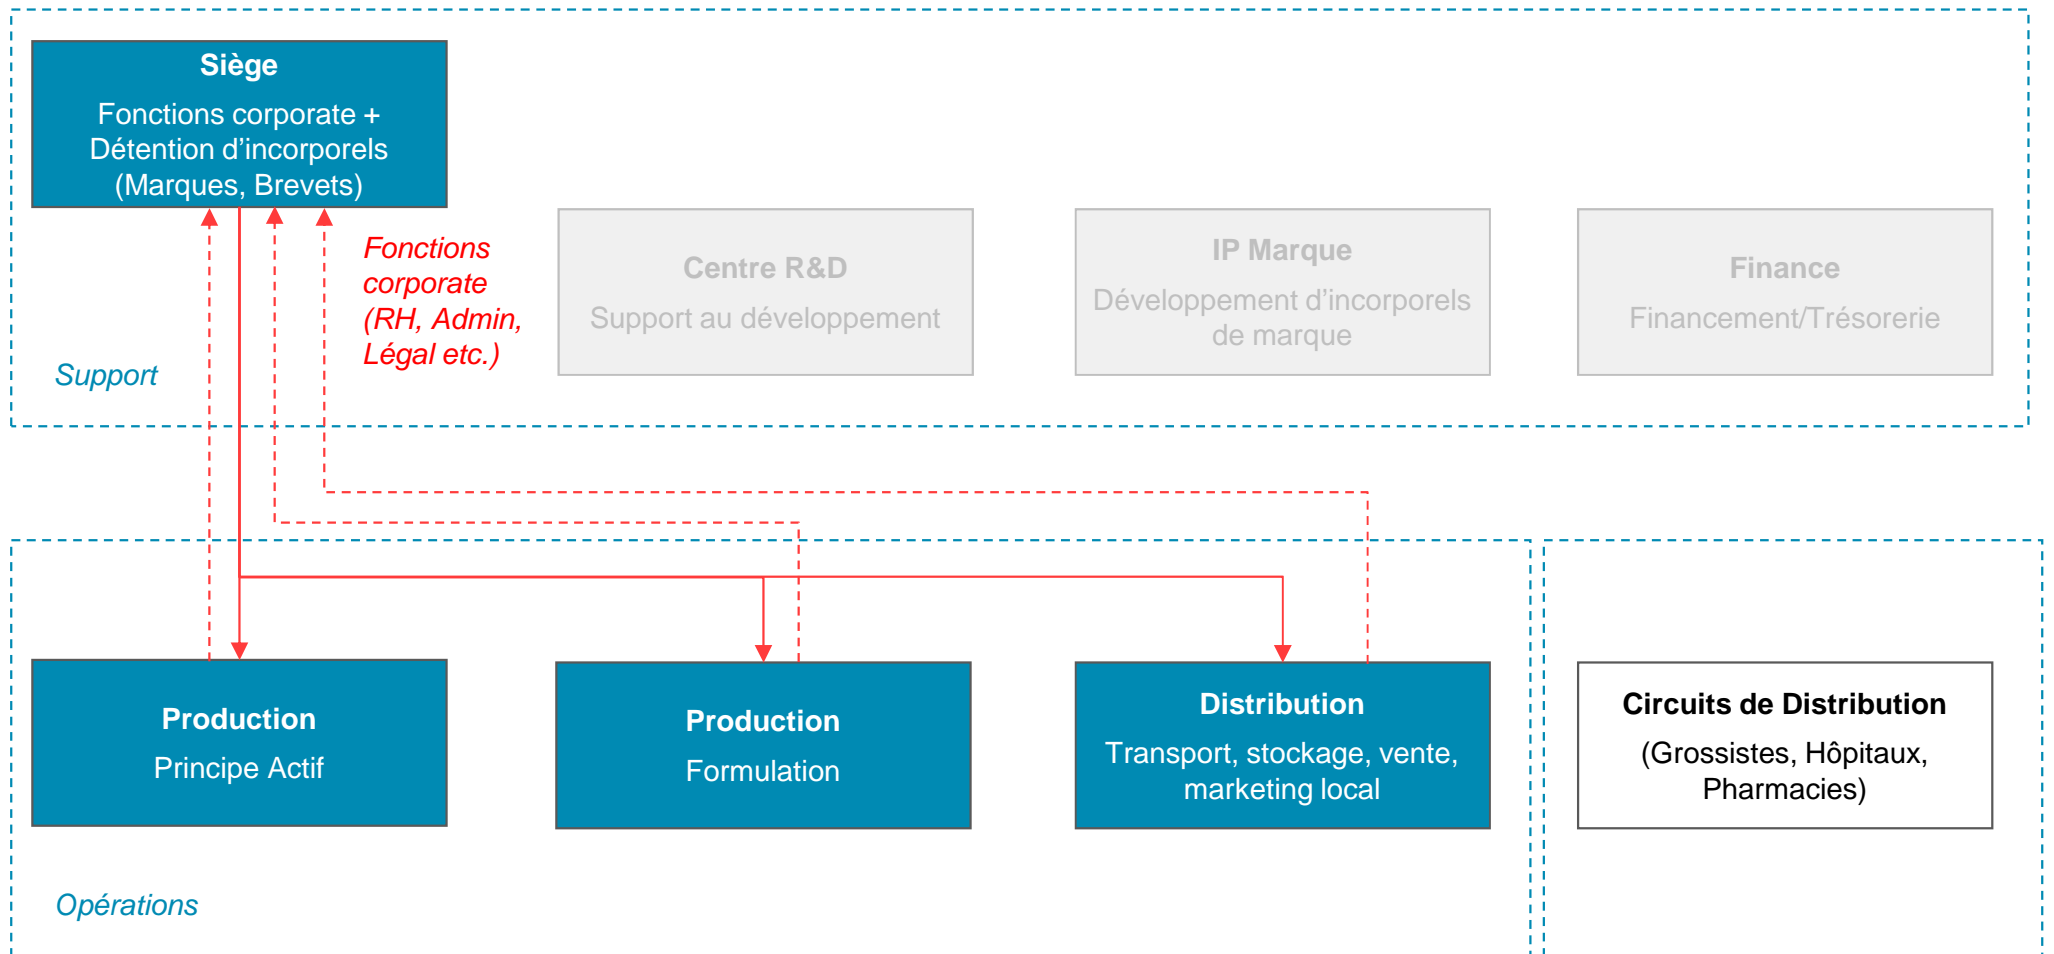 Siège
Fonctions corporate +
Détention d’incorporels
(Marques, Brevets)
Fonctions
corporate
(RH, Admin,
Légal etc.)
Centre R&D
Support au développement
IP Marque
Développement d’incorporels
de marque
Finance
Financement/Trésorerie
Support
Production
Principe Actif
Production
Formulation
Distribution
Transport, stockage, vente,
marketing local
Circuits de Distribution
(Grossistes, Hôpitaux,
Pharmacies)
Opérations